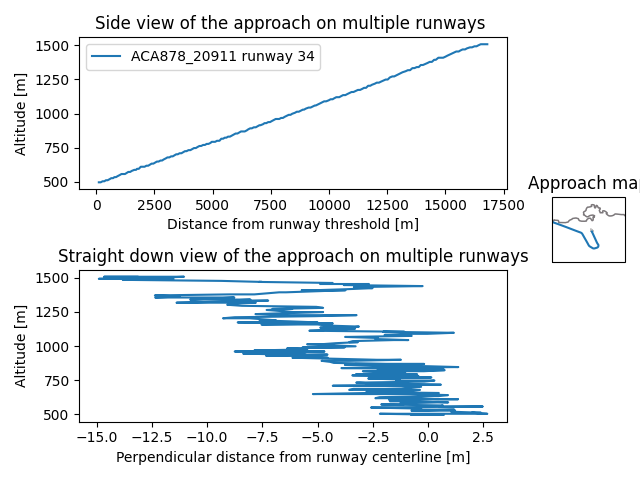 Side view of the approach on multiple runways
1500
1250
1000
750
500
Altitude [m]
ACA878_20911 runway 34
0 2500 5000 7500 10000 12500 15000 17500
Distance from runway threshold [m]
Approach map
Straight down view of the approach on multiple runways
1500
1250
1000
750
500
Altitude [m]
−15.0 −12.5 −10.0 −7.5 −5.0 −2.5 0.0 2.5
Perpendicular distance from runway centerline [m]